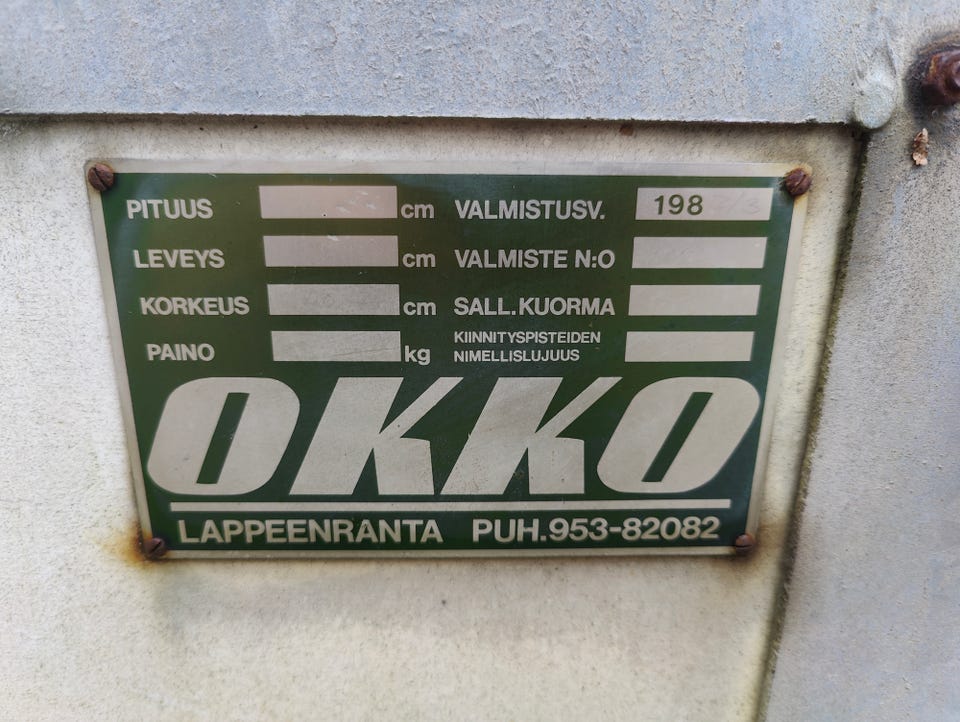 PITUUS cm VALMISTUSV. 198
LEVEYS cm VALMISTE N:O
KORKEUS cm SALL.KUORMA
PAINO kg KIINNITYSPISTEIDEN
NIMELLISLUJUUS
OKKO
LAPPEENRANTA PUH.953-82082